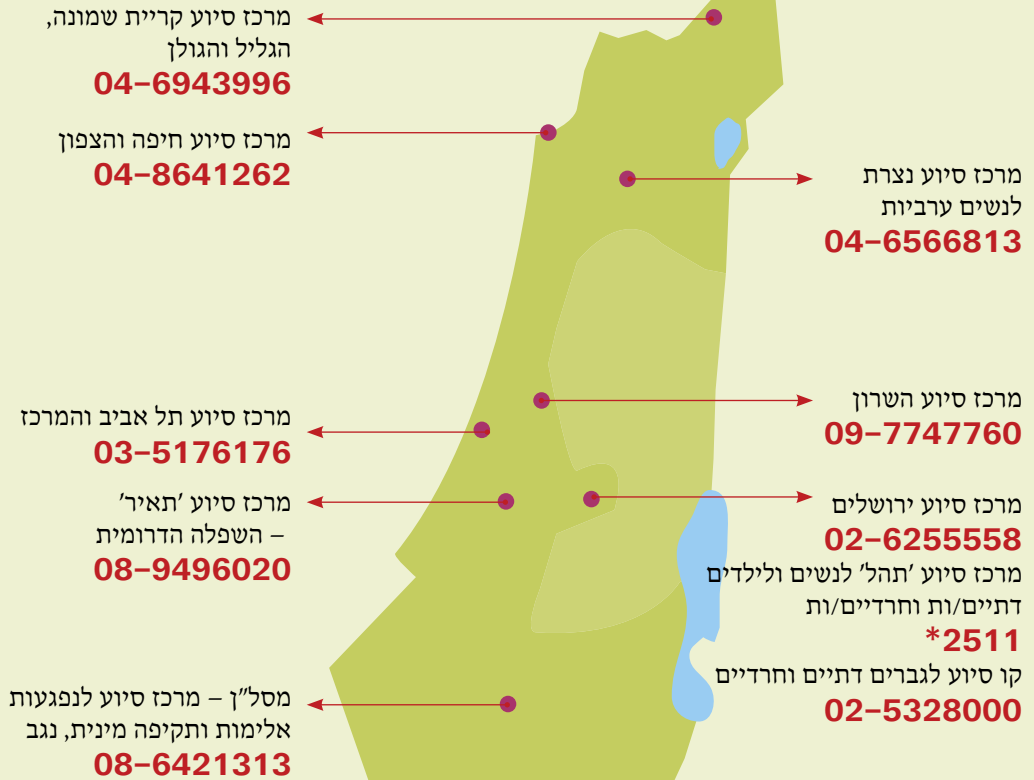 מרכז סיוע קריית שמונה,
הגליל והגולן
04–6943996
מרכז סיוע חיפה והצפון
04–8641262
מרכז סיוע נצרת
לנשים ערביות
04–6566813
מרכז סיוע השרון
09–7747760
מרכז סיוע תל אביב והמרכז
03–5176176
מרכז סיוע 'תאיר'
– השפלה הדרומית
08–9496020
מרכז סיוע ירושלים
02–6255558
מרכז סיוע 'תהל' לנשים ולילדים
דתיים/ות וחרדיים/ות
*2511
קו סיוע לגברים דתיים וחרדיים
02–5328000
מסל"ן – מרכז סיוע לנפגעות
אלימות ותקיפה מינית, נגב
08–6421313